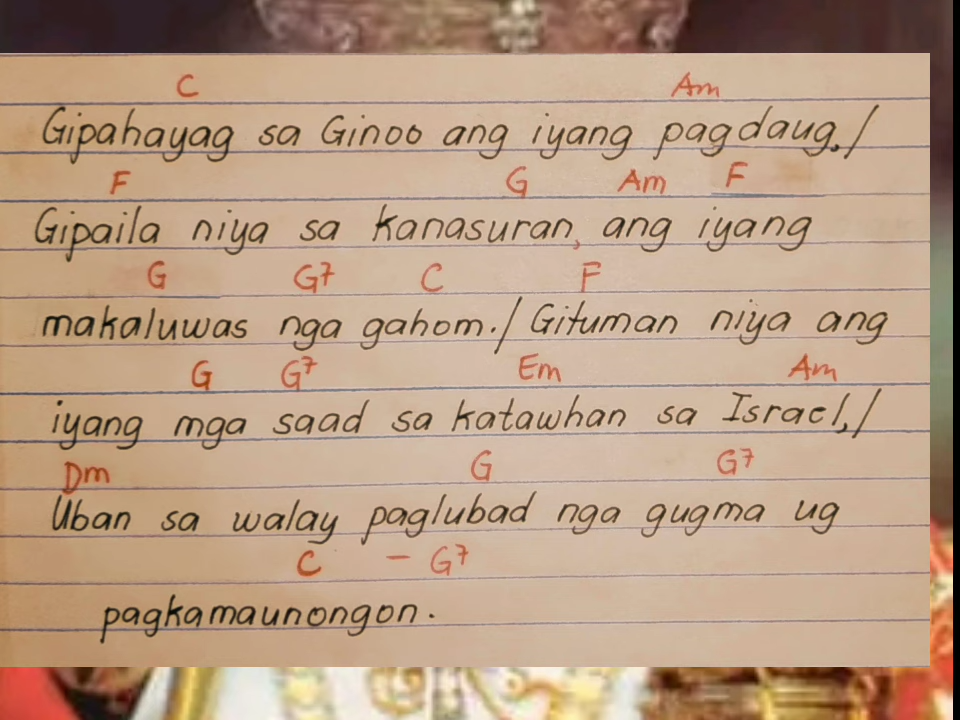 C Am
Gipahayag sa Ginoo ang iyang pagdaug./
F G Am F
Gipaila niya sa kanasuran, ang iyang
G G7 C F
makaluwas nga gahom./ Gituman niya ang
G G7 Em Am
iyang mga saad sa katawhan sa Israel,/
Dm G G7
Uban sa walay paglubad nga gugma ug
C - G7
pagkamaunongon.